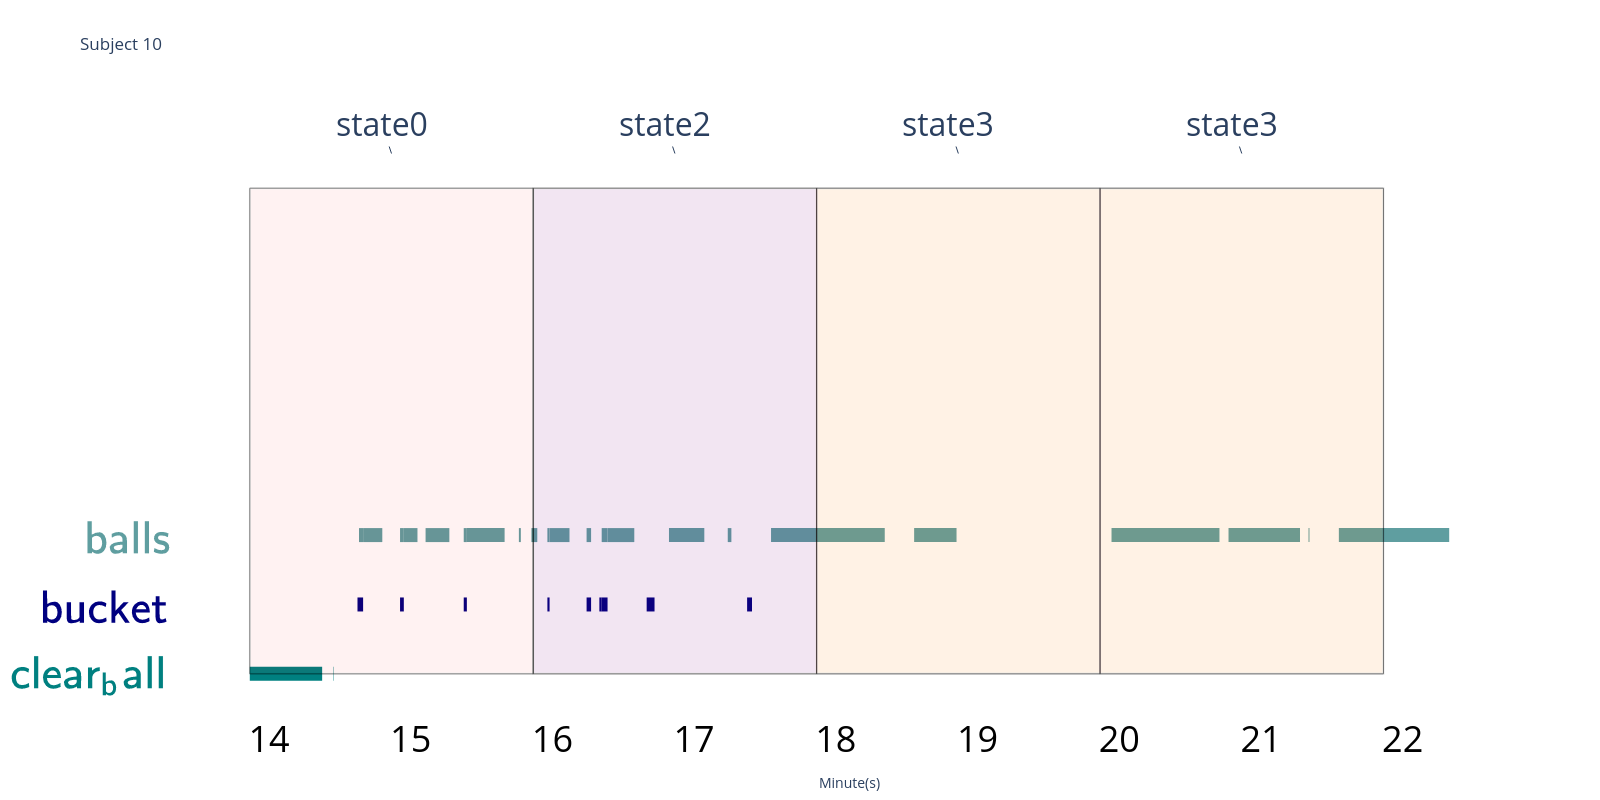 Subject 10
state0 state2 state3 state3
balls
bucket
clear_b all
14 15 16 17 18 19 20 21 22
Minute(s)